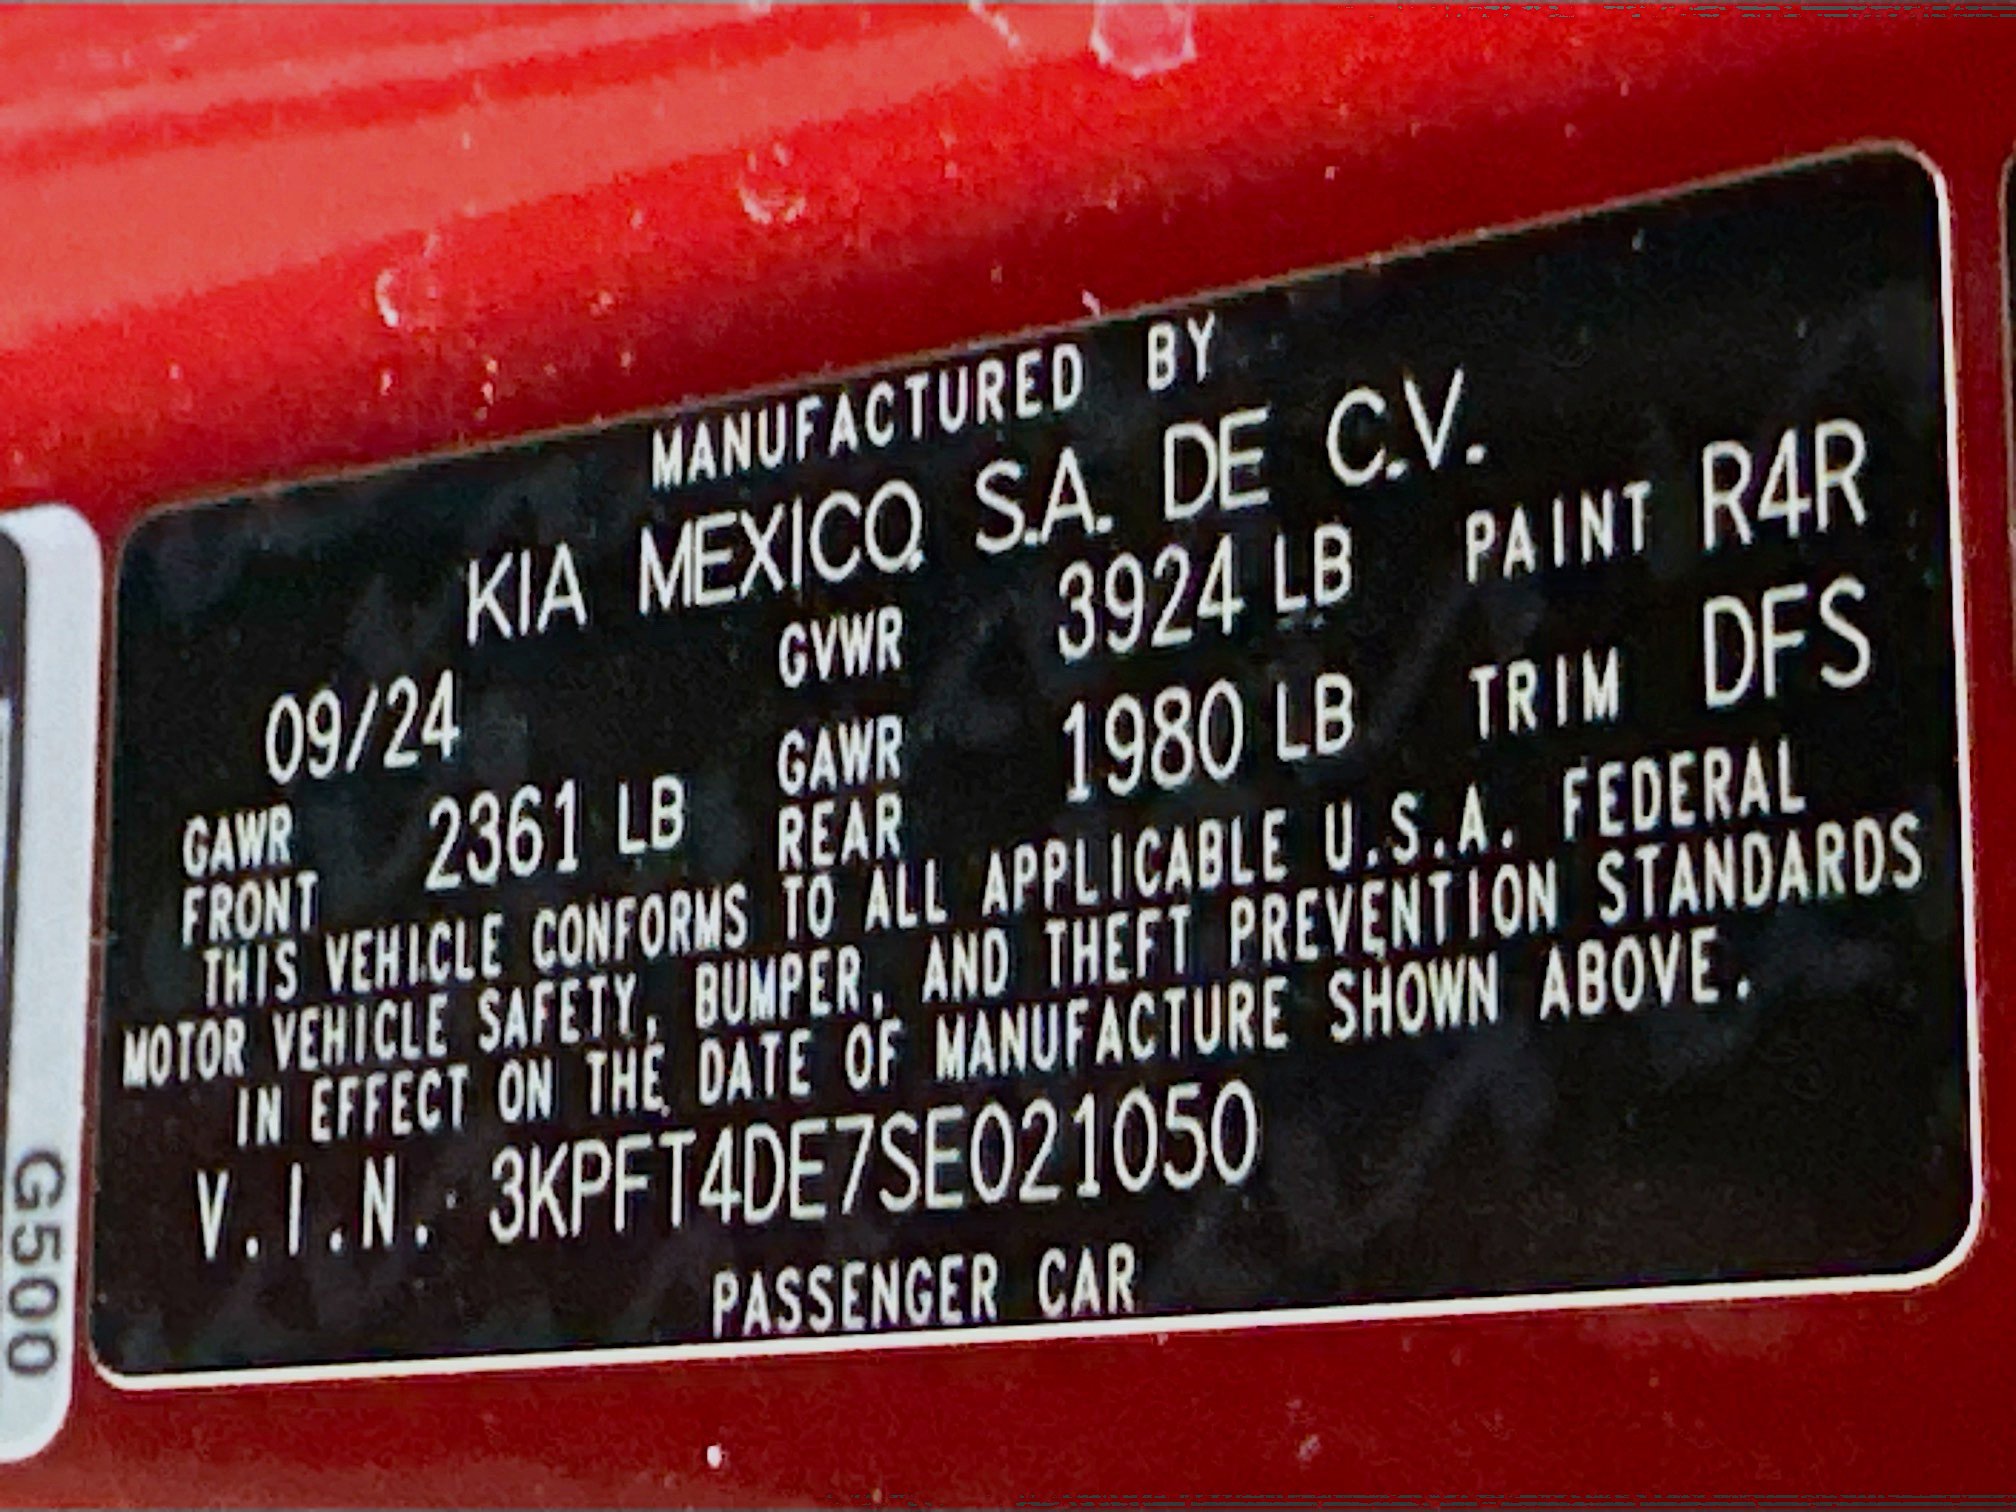 MANUFACTURED BY
KIA MEXICO, S.A. DE C.V.
09/24 GVWR 3924 LB PAINT R4R
GAWR FRONT 2361 LB GAWR REAR 1980 LB TRIM DFS
THIS VEHICLE CONFORMS TO ALL APPLICABLE U.S.A. FEDERAL
MOTOR VEHICLE SAFETY, BUMPER, AND THEFT PREVENTION STANDARDS
IN EFFECT ON THE DATE OF MANUFACTURE SHOWN ABOVE.
V.I.N. 3KPFT4DE7SE021050
PASSENGER CAR
G500